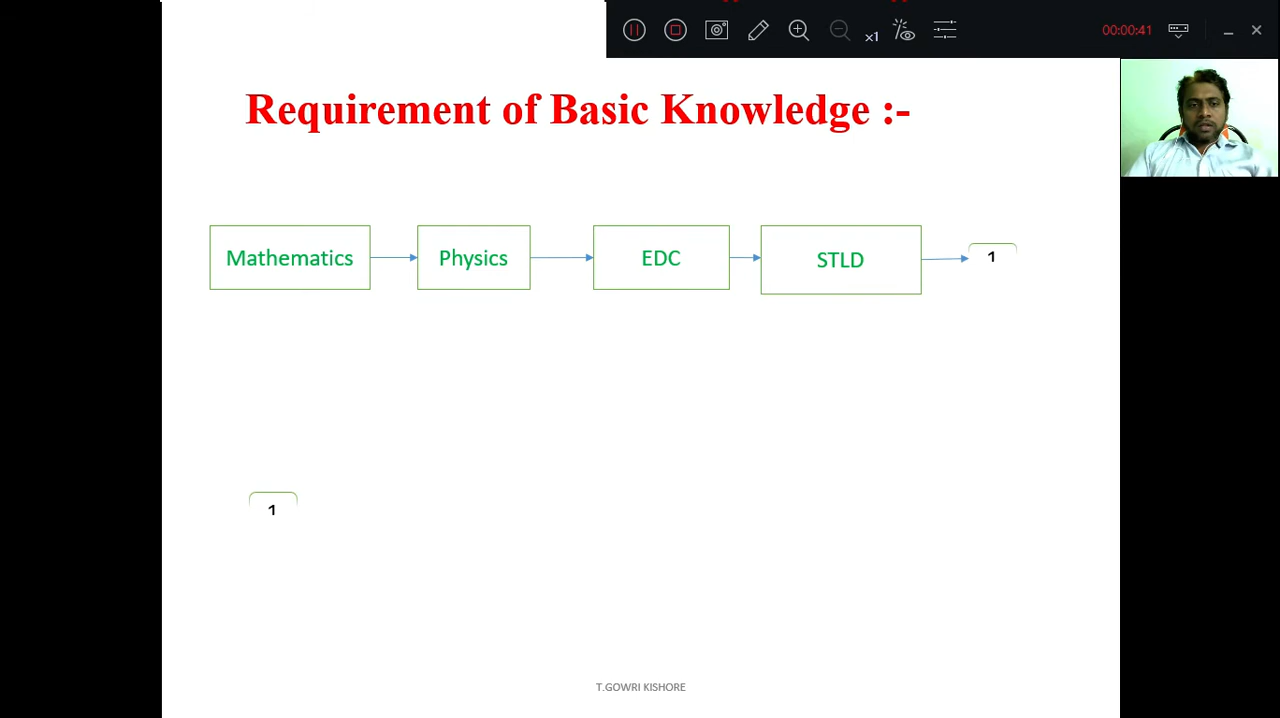 x1
00:00:41
Requirement of Basic Knowledge :-
Mathematics
Physics
EDC
STLD
1
1
T.GOWRI KISHORE